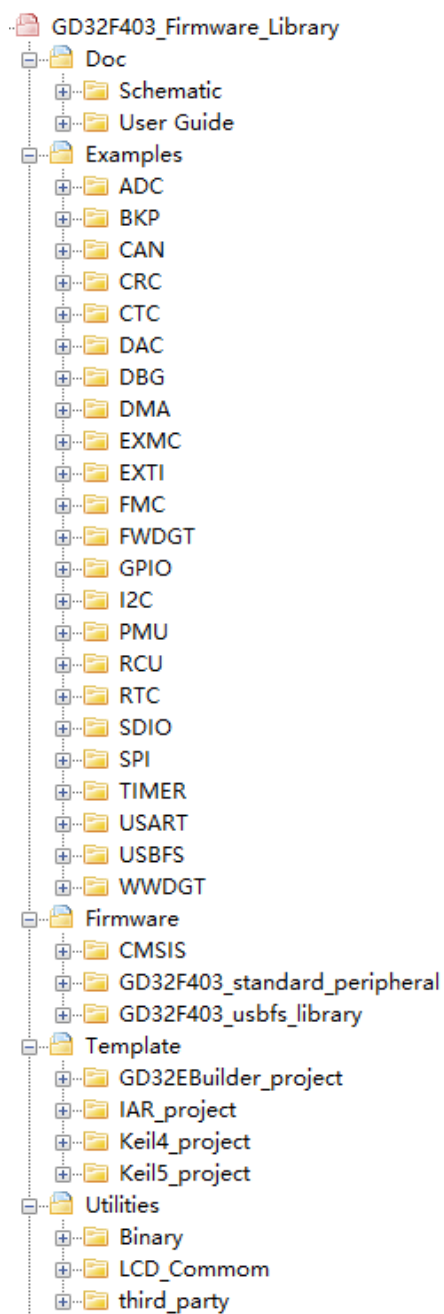 GD32F403_Firmware_Library
Doc
Schematic
User Guide
Examples
ADC
BKP
CAN
CRC
CTC
DAC
DBG
DMA
EXMC
EXTI
FMC
FWDGT
GPIO
I2C
PMU
RCU
RTC
SDIO
SPI
TIMER
USART
USBFS
WWDGT
Firmware
CMSIS
GD32F403_standard_peripheral
GD32F403_usbfs_library
Template
GD32EBuilder_project
IAR_project
Keil4_project
Keil5_project
Utilities
Binary
LCD_Commom
third_party